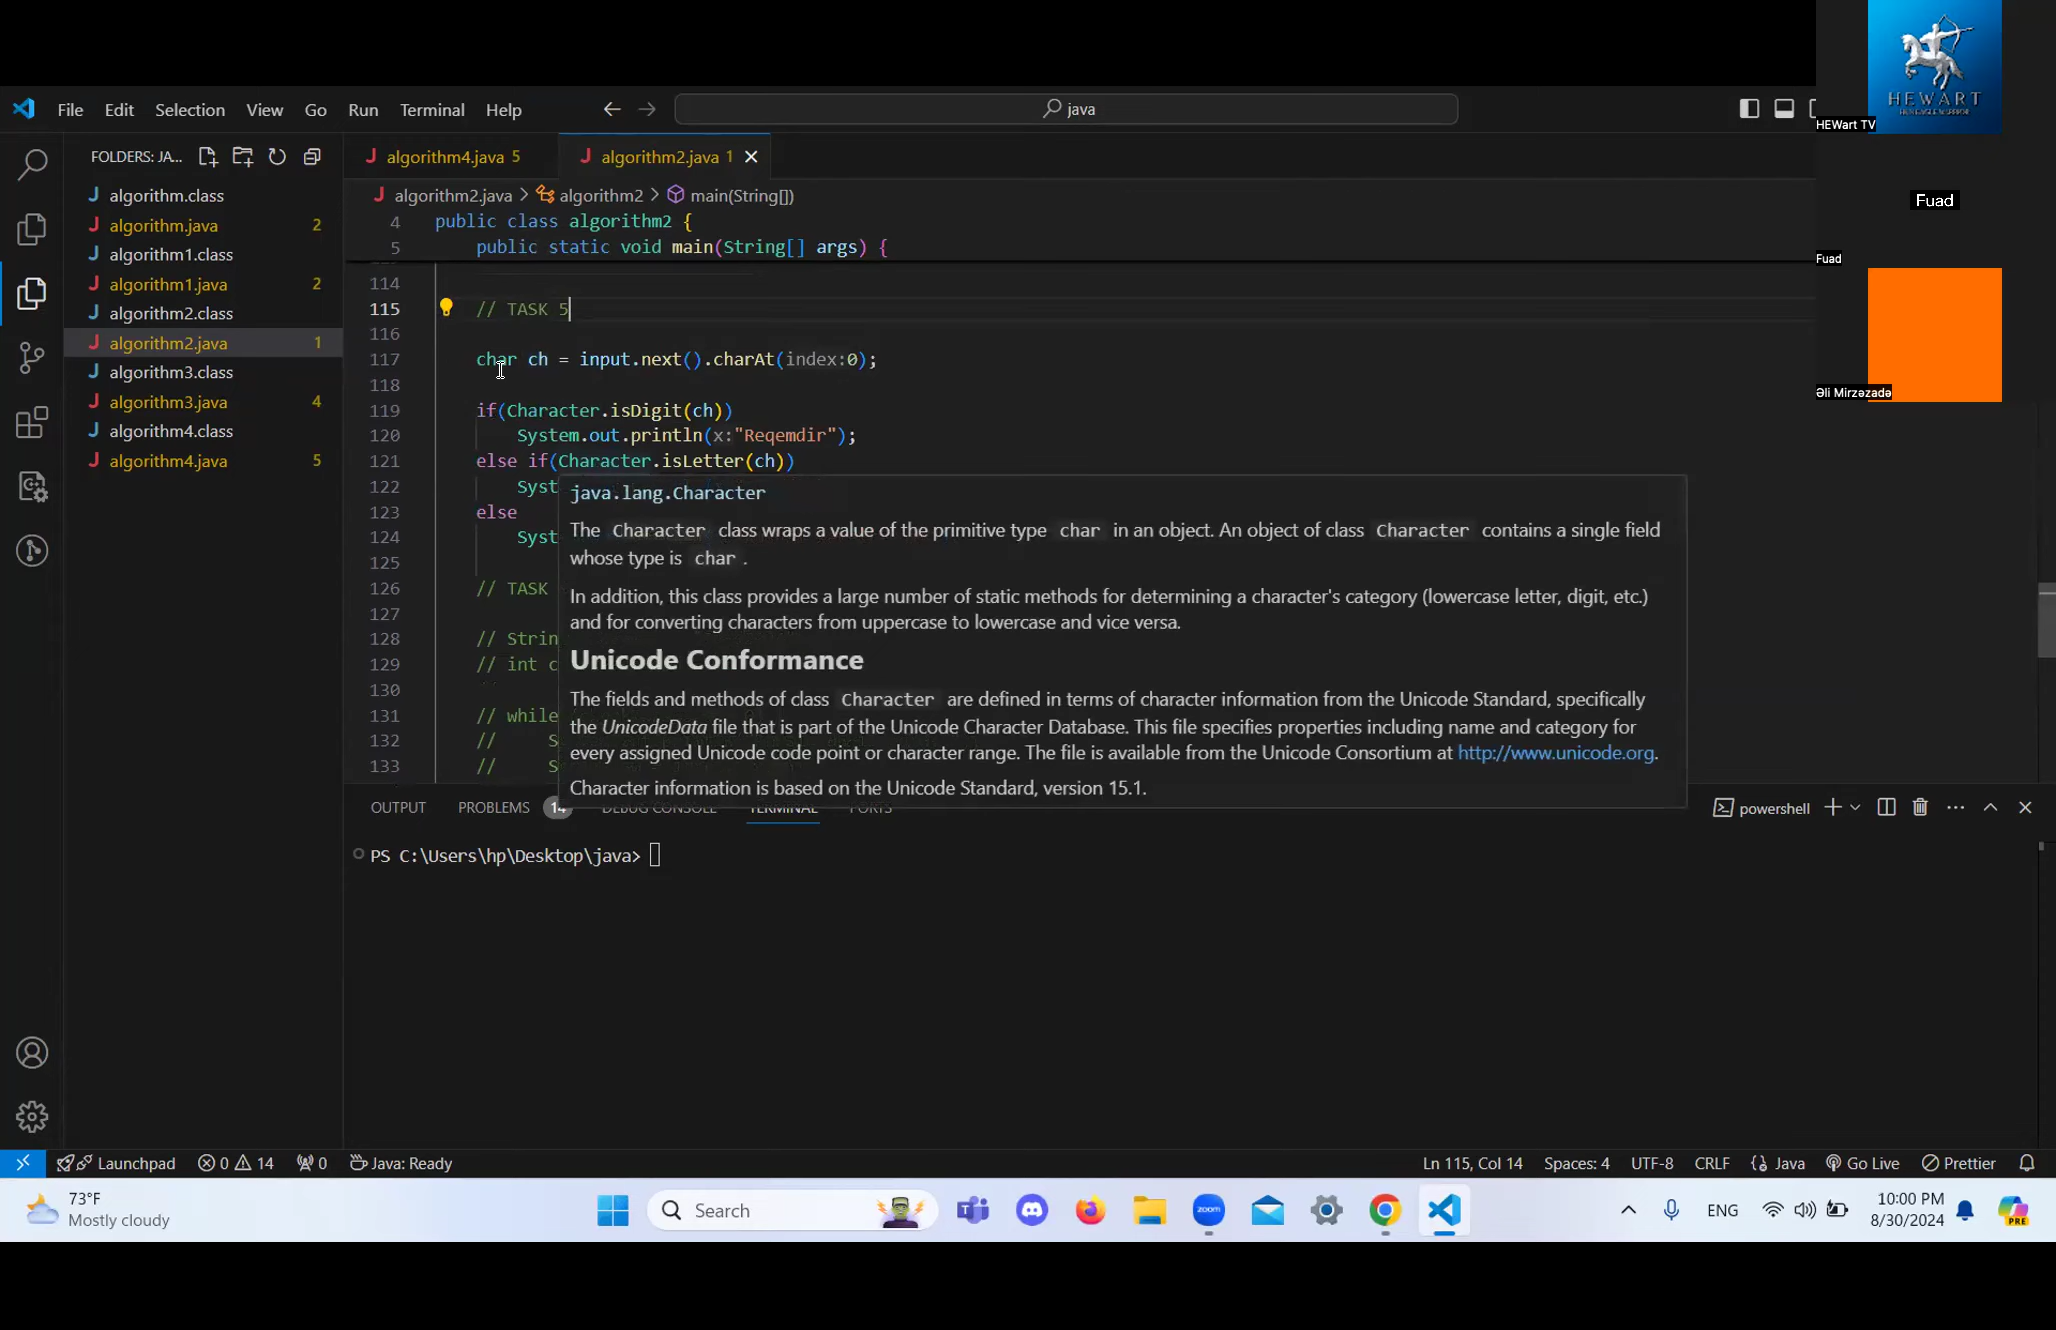 File Edit Selection View Go Run Terminal Help
java
HEWART
HEWart TV
Fuad
Fuad
Əli Mirzəzadə
FOLDERS: JA...
algorithm.class
algorithm.java 2
algorithm1.class
algorithm1.java 2
algorithm2.class
algorithm2.java 1
algorithm3.class
algorithm3.java 4
algorithm4.class
algorithm4.java 5
algorithm4.java 5
algorithm2.java 1
algorithm2.java > algorithm2 > main(String[])
4 public class algorithm2 {
5 public static void main(String[] args) {
114
115 // TASK 5
116
117 char ch = input.next().charAt(index:0);
118
119 if(Character.isDigit(ch))
120 System.out.println(x:"Reqemdir");
121 else if(Character.isLetter(ch))
122 Syst
123 else
124 Syst
125
126 // TASK
127
128 // Strin
129 // int c
130
131 // while
132 // S
133 // S
java.lang.Character
The Character class wraps a value of the primitive type char in an object. An object of class Character contains a single field
whose type is char .
In addition, this class provides a large number of static methods for determining a character's category (lowercase letter, digit, etc.)
and for converting characters from uppercase to lowercase and vice versa.
Unicode Conformance
The fields and methods of class Character are defined in terms of character information from the Unicode Standard, specifically
the UnicodeData file that is part of the Unicode Character Database. This file specifies properties including name and category for
every assigned Unicode code point or character range. The file is available from the Unicode Consortium at http://www.unicode.org.
Character information is based on the Unicode Standard, version 15.1.
OUTPUT PROBLEMS 14 DEBUG CONSOLE TERMINAL PORTS
powershell
PS C:\Users\hp\Desktop\java>
Launchpad 0 14 0 Java: Ready
Ln 115, Col 14 Spaces: 4 UTF-8 CRLF {} Java Go Live Prettier
73°F
Mostly cloudy
Search
zoom
ENG
10:00 PM
8/30/2024
PRE